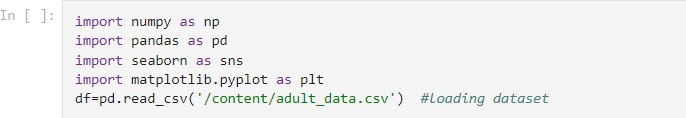 In [ ]:
import numpy as np
import pandas as pd
import seaborn as sns
import matplotlib.pyplot as plt
df=pd.read_csv('/content/adult_data.csv')  #loading dataset